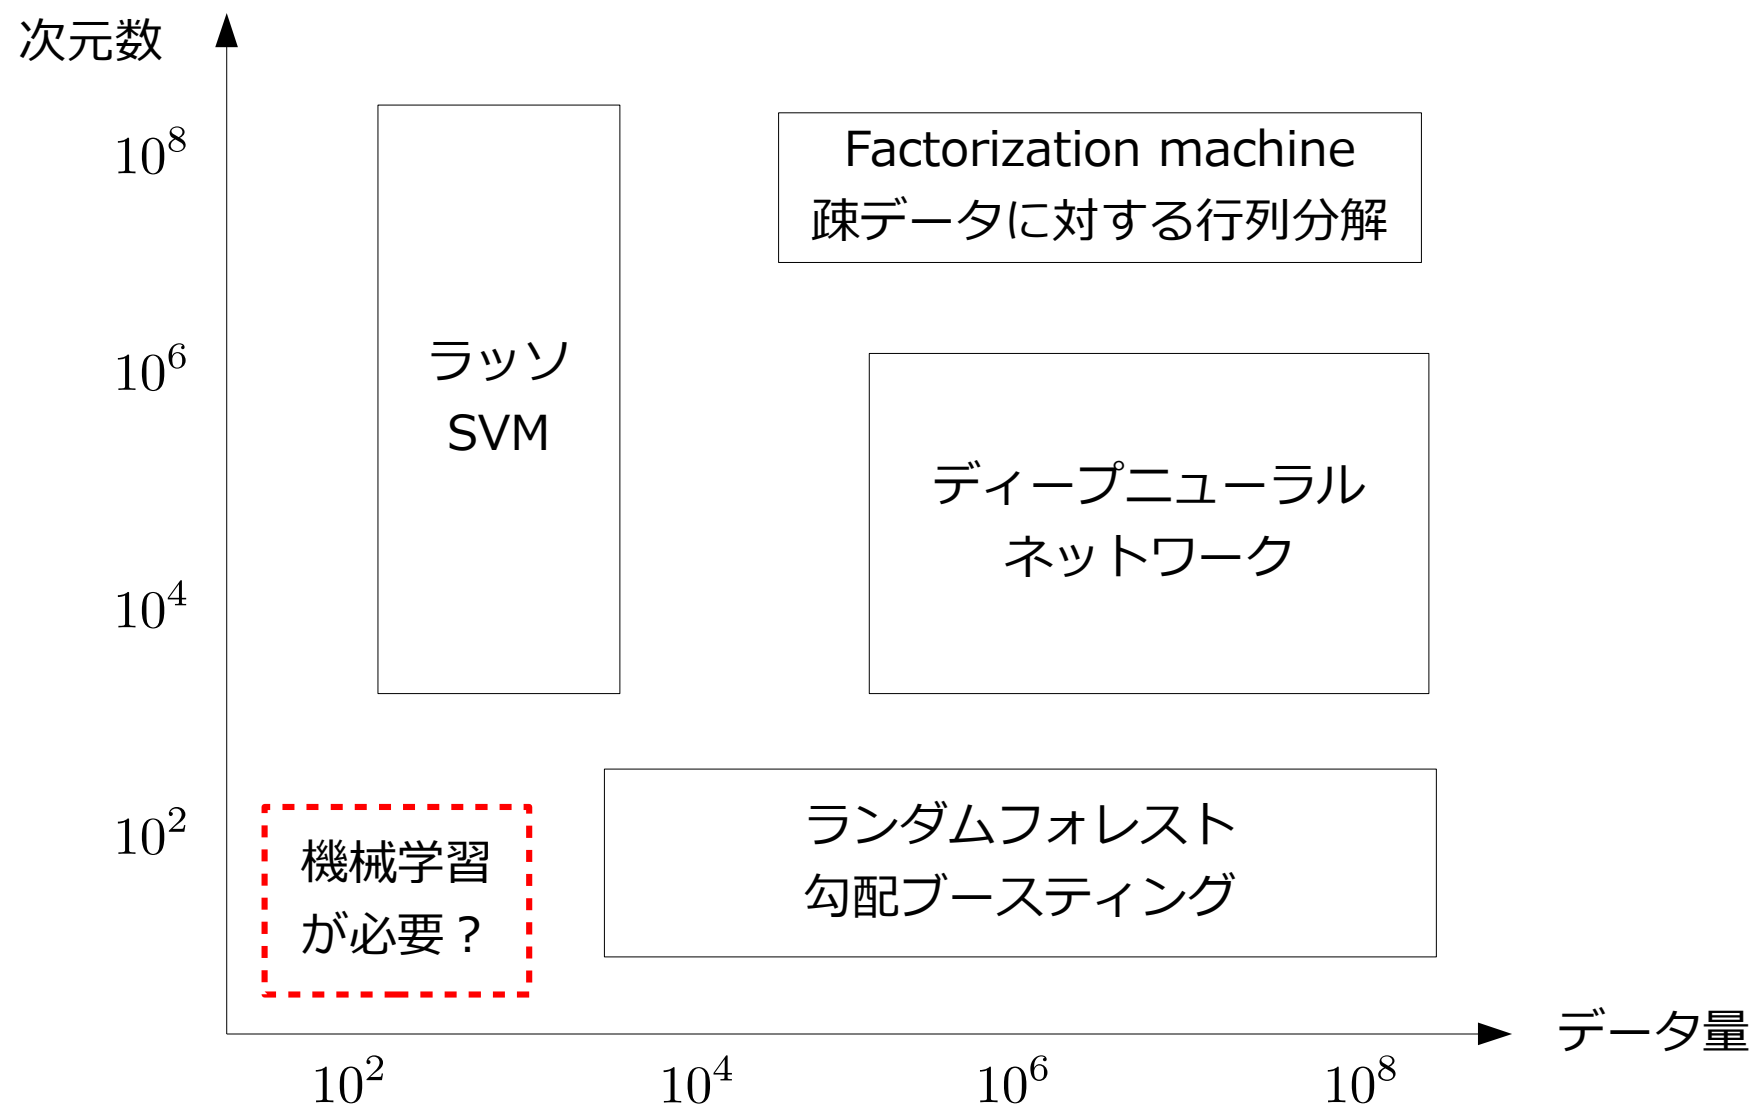 次元数
10^8
Factorization machine
疎データに対する行列分解
10^6
ラッソ
SVM
ディープニューラル
ネットワーク
10^4
10^2
ランダムフォレスト
勾配ブースティング
機械学習
が必要？
データ量
10^2
10^4
10^6
10^8